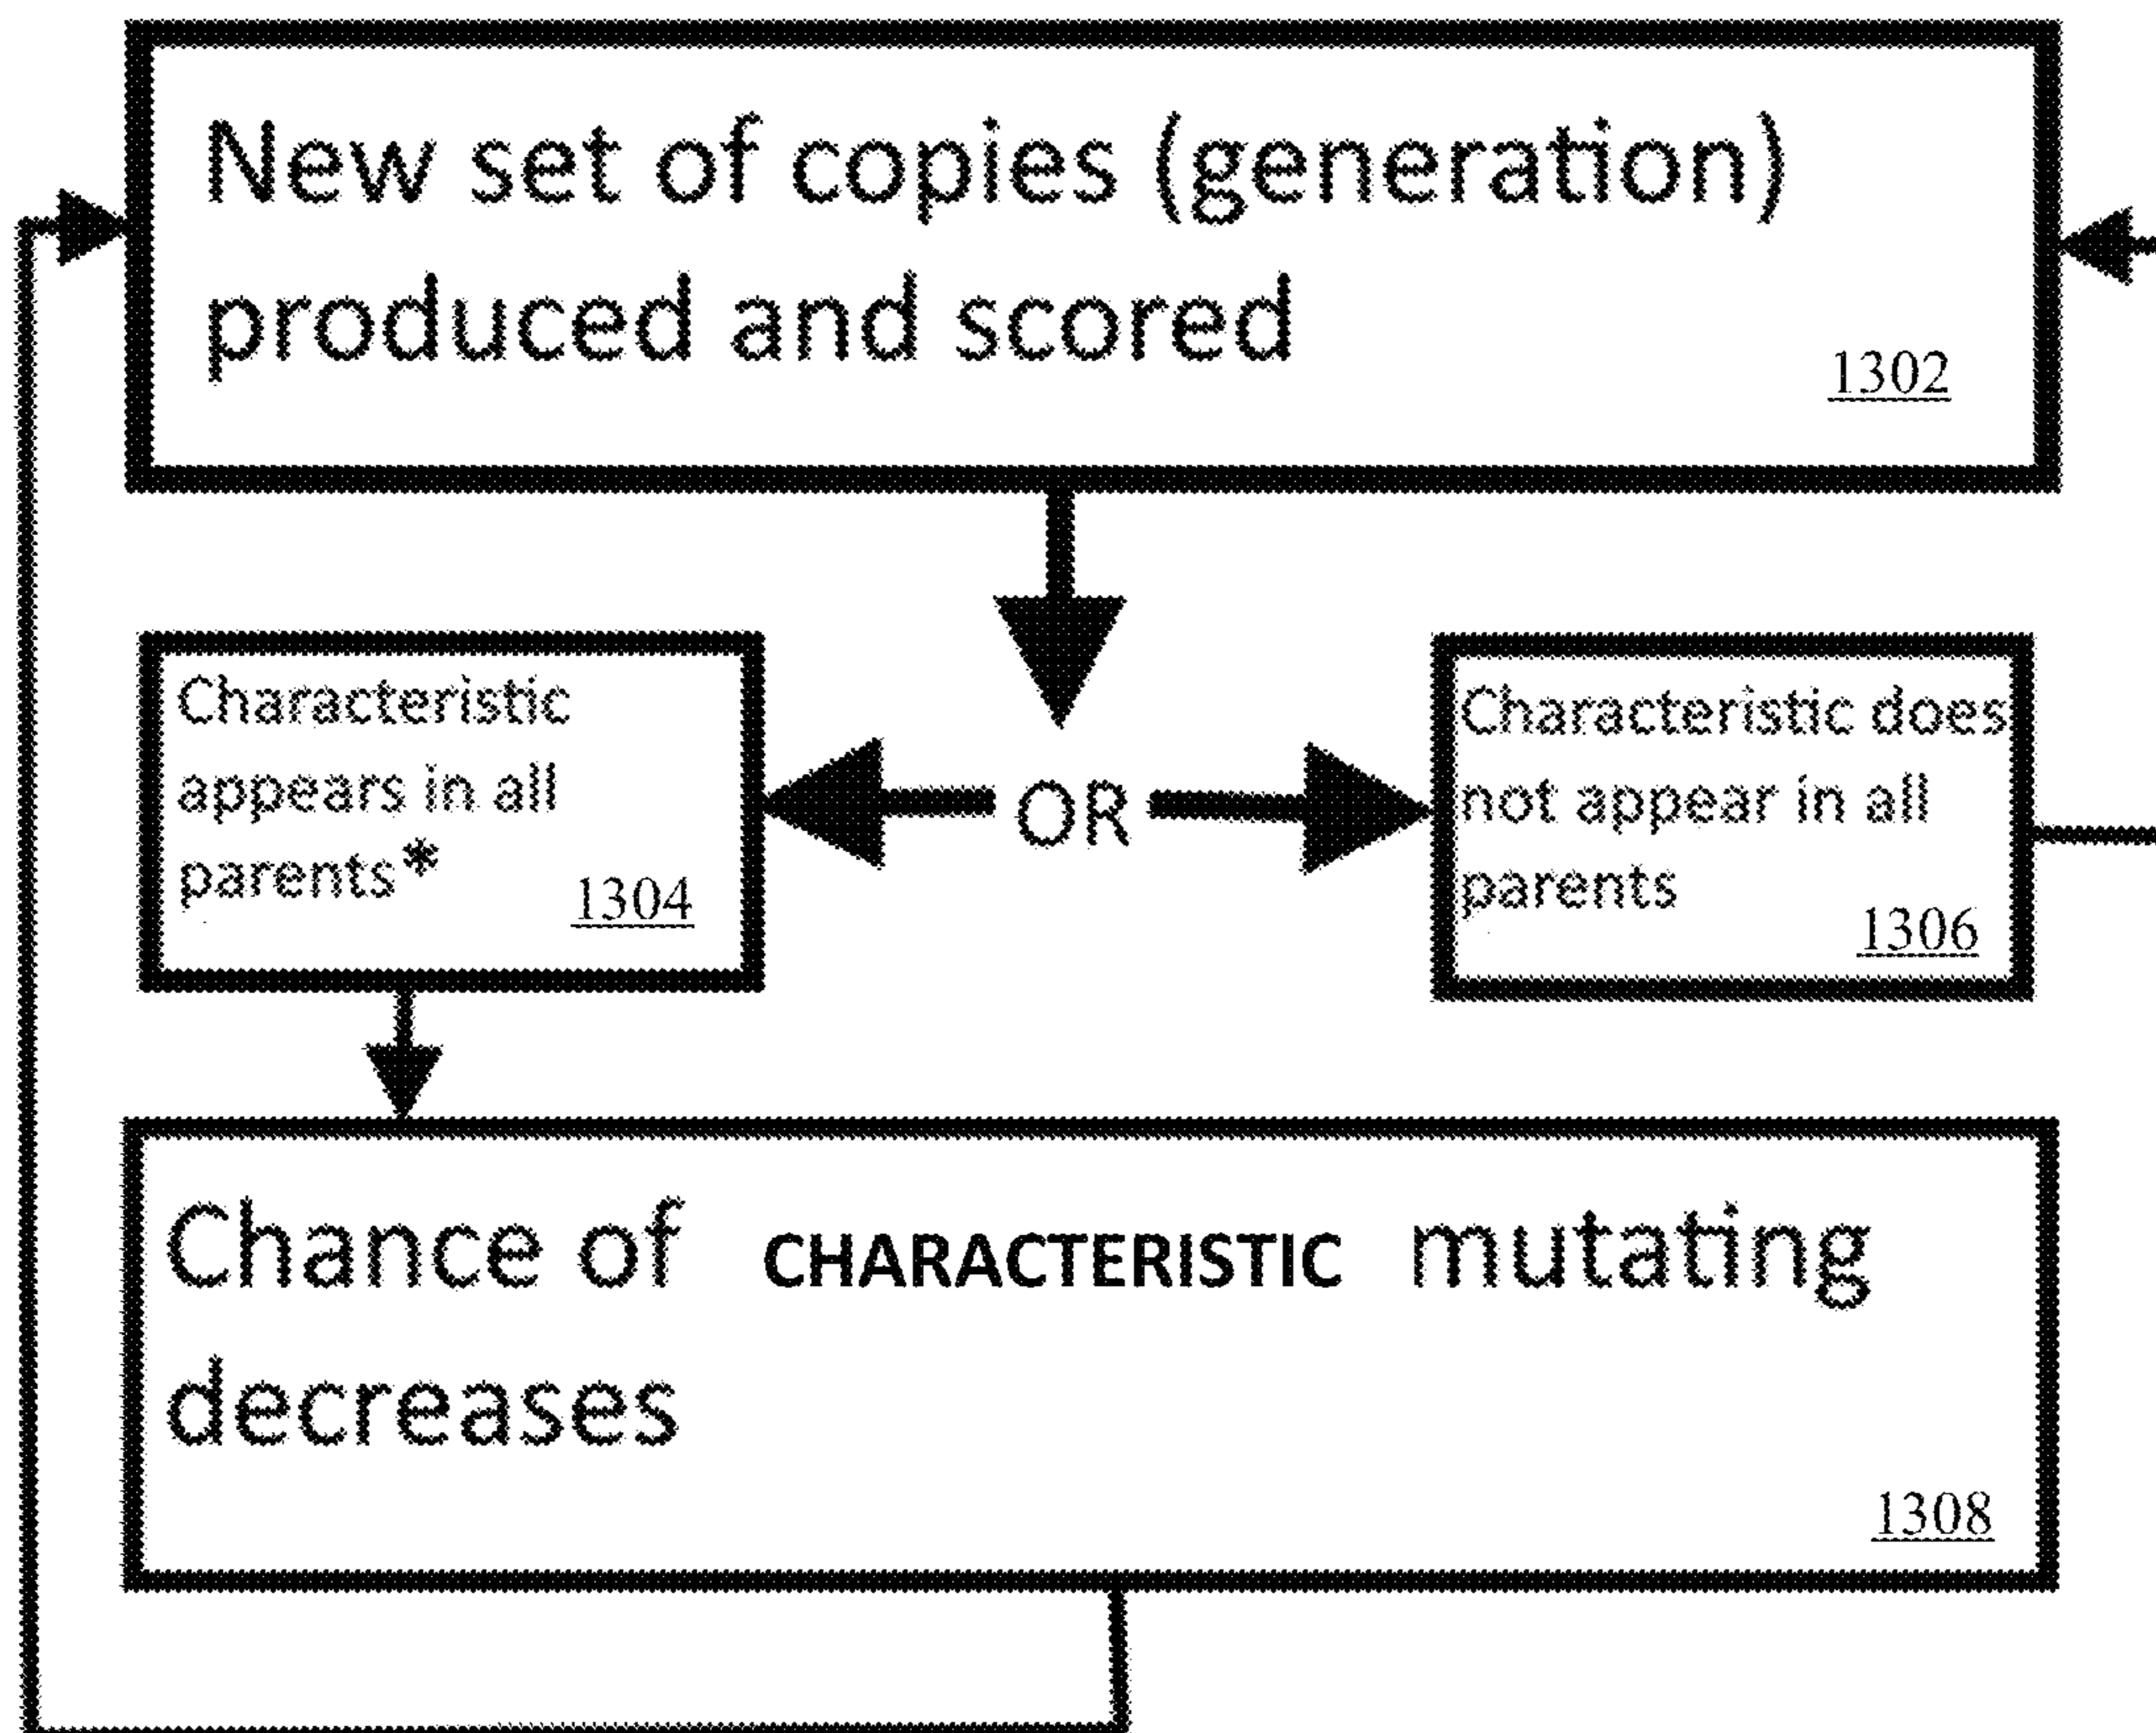 New set of copies (generation)
produced and scored
1302
Characteristic
appears in all
parents*
1304
OR
Characteristic does
not appear in all
parents
1306
Chance of CHARACTERISTIC mutating
decreases
1308